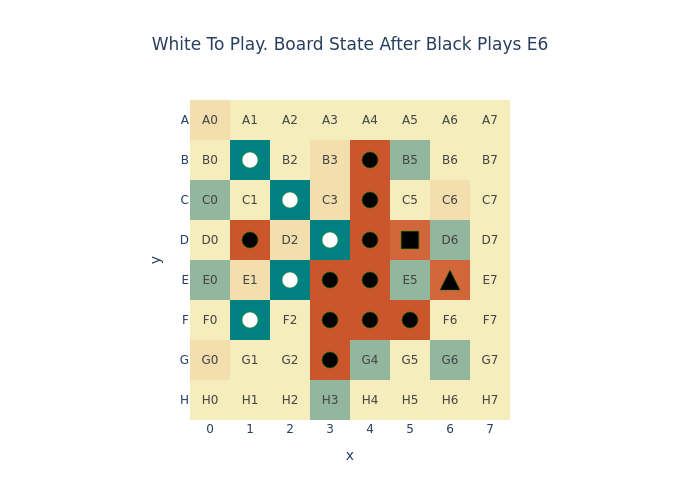 White To Play. Board State After Black Plays E6
A A0 A1 A2 A3 A4 A5 A6 A7
B B0 B2 B3 B5 B6 B7
C C0 C1 C3 C5 C6 C7
D D0 D2 D6 D7
E E0 E1 E5 E7
F F0 F2 F6 F7
G G0 G1 G2 G4 G5 G6 G7
H H0 H1 H2 H3 H4 H5 H6 H7
0 1 2 3 4 5 6 7
x
y